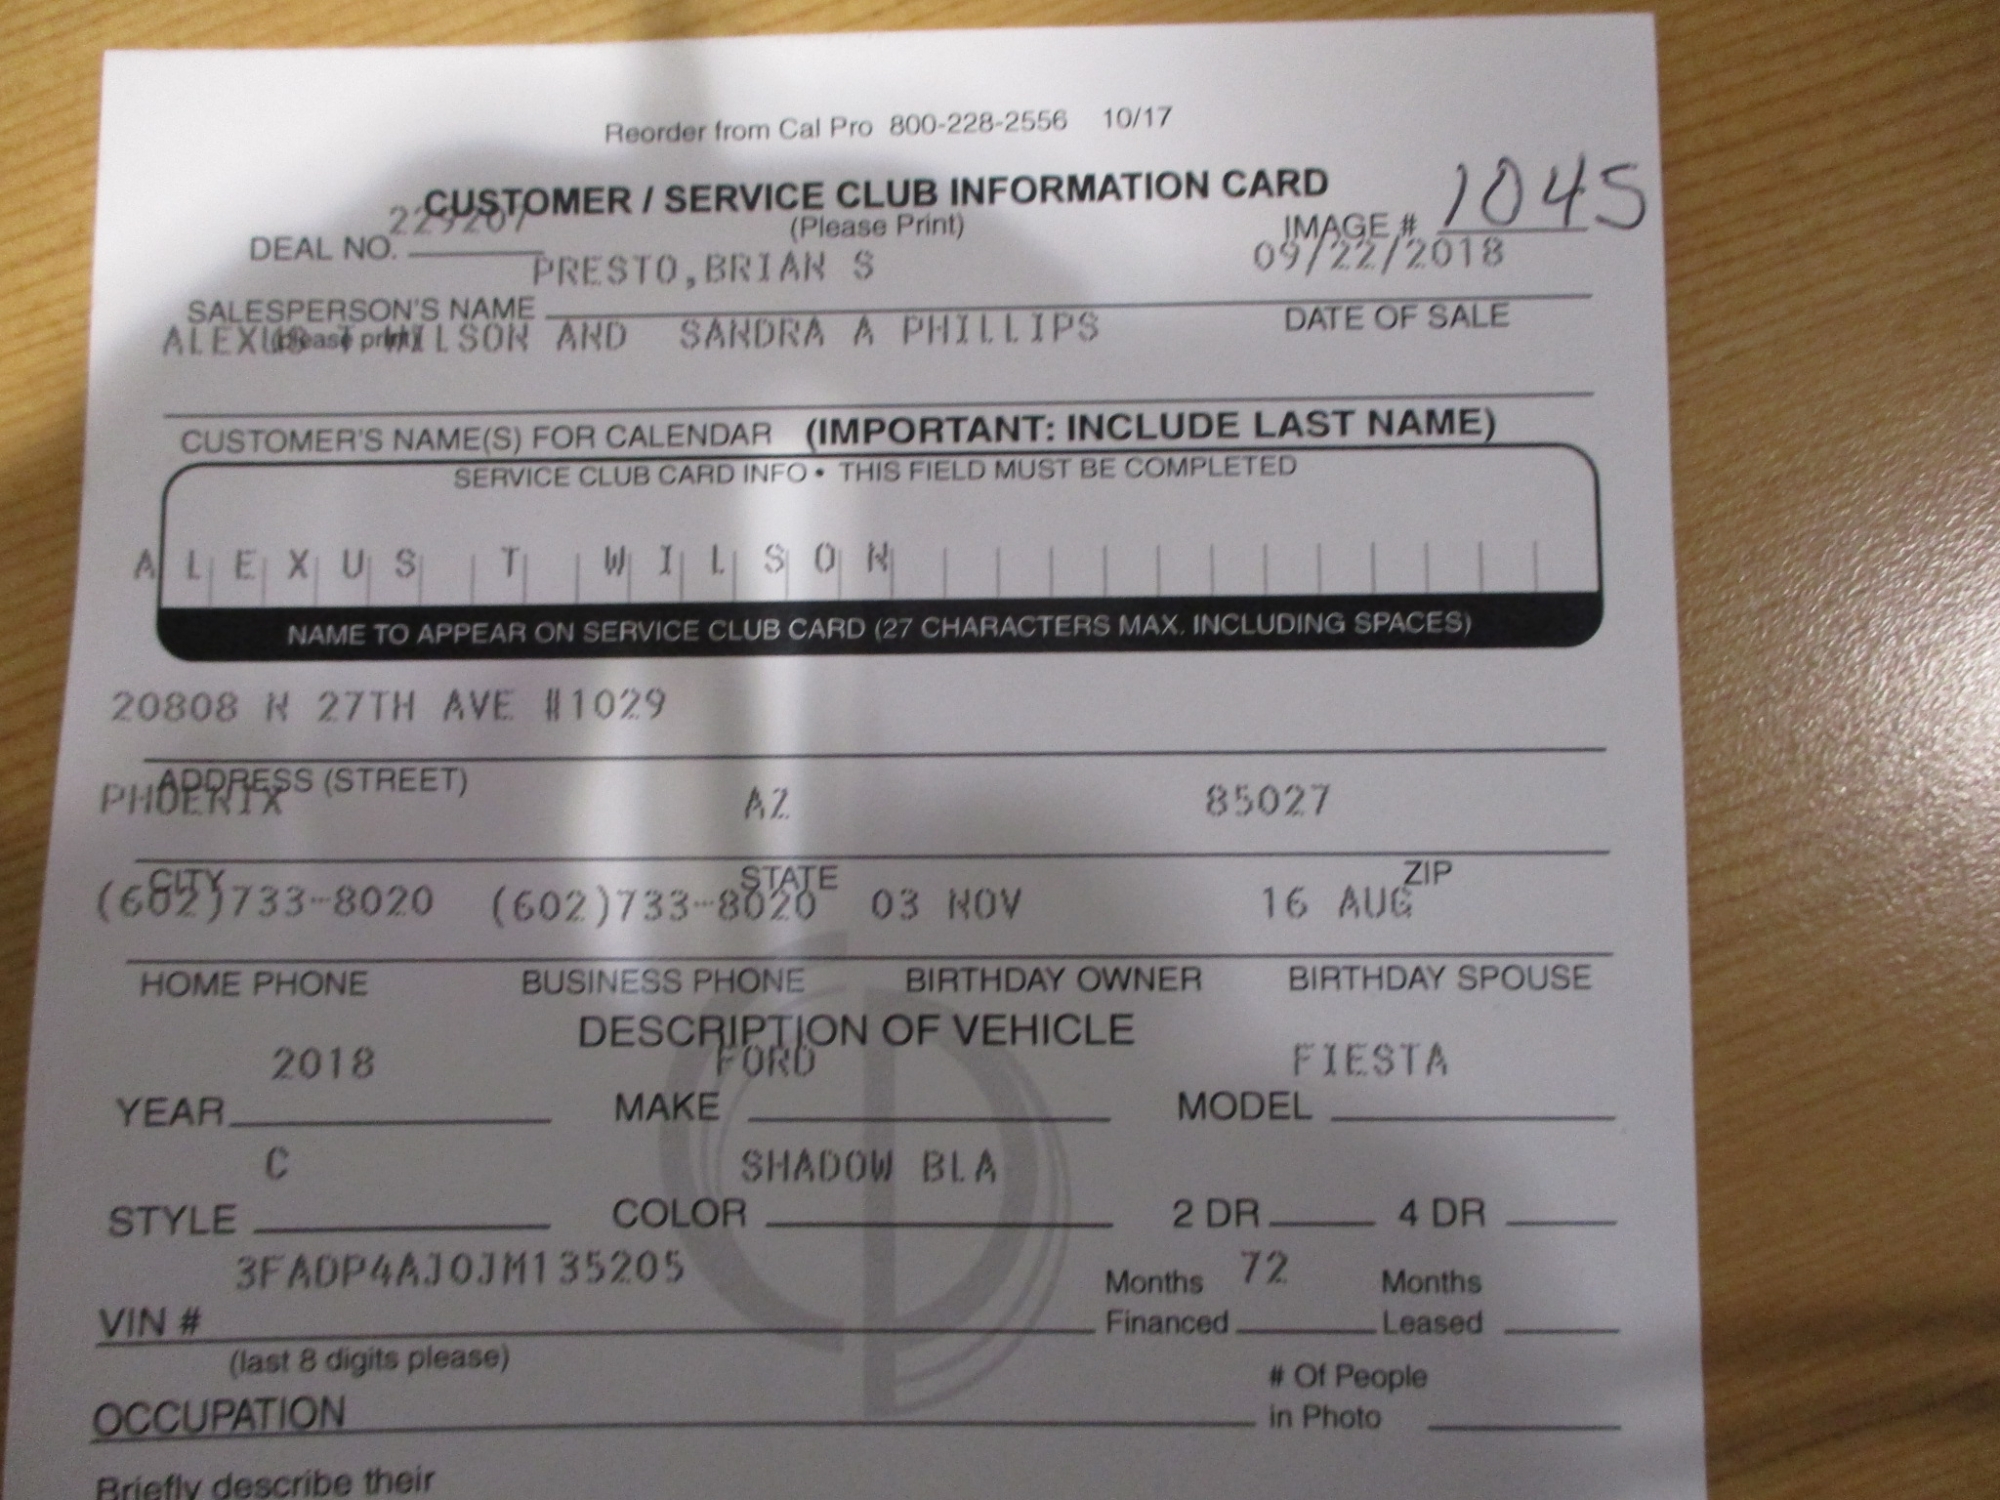 Reorder from Cal Pro 800-228-2556 10/17
CUSTOMER / SERVICE CLUB INFORMATION CARD
(Please Print)
IMAGE # 1045
DEAL NO. 229207
PRESTO,BRIAN S
09/22/2018
SALESPERSON'S NAME
(please print)
DATE OF SALE
ALEXUS T WILSON AND SANDRA A PHILLIPS
CUSTOMER'S NAME(S) FOR CALENDAR (IMPORTANT: INCLUDE LAST NAME)
SERVICE CLUB CARD INFO • THIS FIELD MUST BE COMPLETED
ALEXUS T WILSON
NAME TO APPEAR ON SERVICE CLUB CARD (27 CHARACTERS MAX. INCLUDING SPACES)
20808 N 27TH AVE #1029
ADDRESS (STREET)
PHOENIX AZ 85027
CITY STATE ZIP
(602)733-8020 (602)733-8020 03 NOV 16 AUG
HOME PHONE BUSINESS PHONE BIRTHDAY OWNER BIRTHDAY SPOUSE
DESCRIPTION OF VEHICLE
2018 FORD FIESTA
YEAR MAKE MODEL
C SHADOW BLA
STYLE COLOR 2 DR 4 DR
3FADP4AJ0JM135205
Months 72 Months
VIN # Financed Leased
(last 8 digits please)
# Of People
OCCUPATION in Photo
Briefly describe their